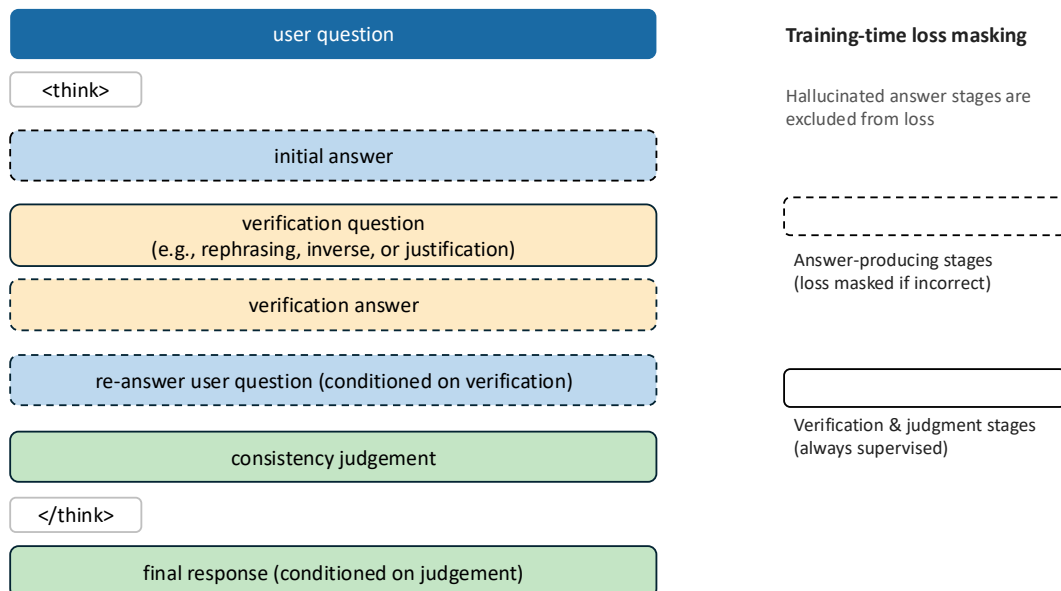 user question
<think>
initial answer
verification question
(e.g., rephrasing, inverse, or justification)
verification answer
re-answer user question (conditioned on verification)
consistency judgement
</think>
final response (conditioned on judgement)
Training-time loss masking
Hallucinated answer stages are
excluded from loss
Answer-producing stages
(loss masked if incorrect)
Verification & judgment stages
(always supervised)